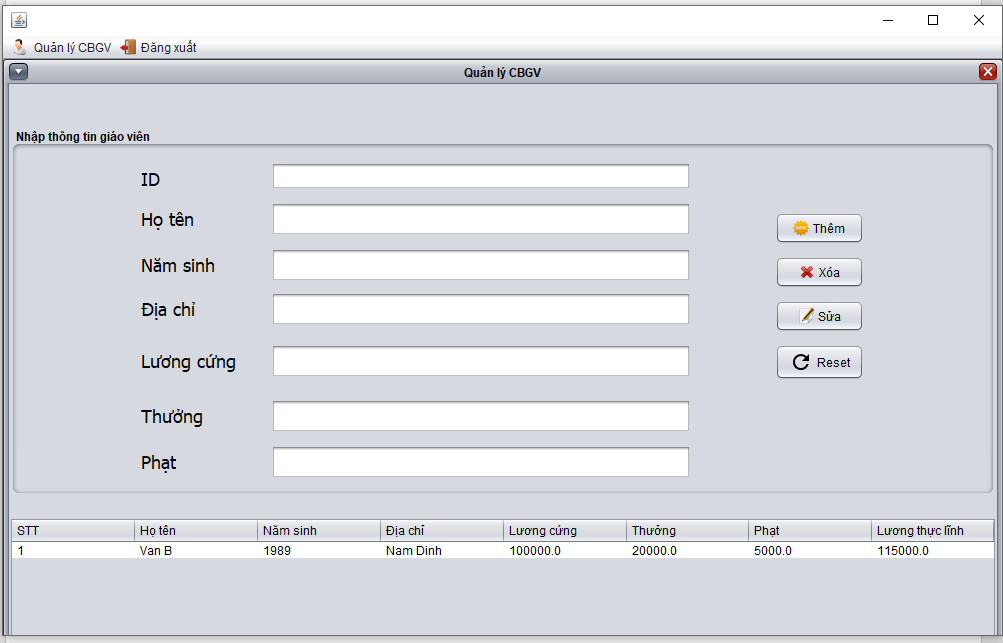 Quản lý CBGV Đăng xuất
Quản lý CBGV
Nhập thông tin giáo viên
ID
Họ tên
Thêm
Năm sinh
Xóa
Địa chỉ
Sửa
Lương cứng
Reset
Thưởng
Phạt
STT Họ tên Năm sinh Địa chỉ Lương cứng Thưởng Phạt Lương thực lĩnh
1 Van B 1989 Nam Dinh 100000.0 20000.0 5000.0 115000.0